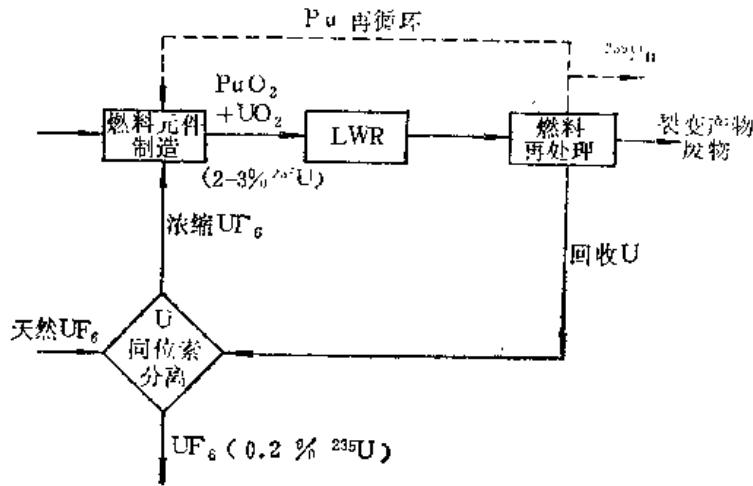 Pu 再循环
PuO₂
+UO₂
燃料元件
制造
LWR
燃料
再处理
裂变产物
废物
(2-3% ²³⁵U)
浓缩UF₆
回收U
天然UF₆
U
同位素
分离
UF₆ (0.2 % ²³⁵U)